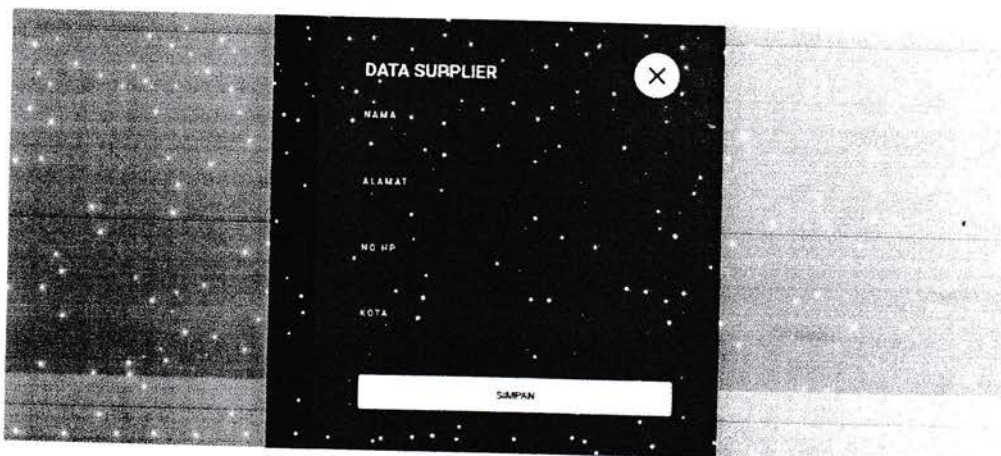 DATA SUPPLIER
NAMA
ALAMAT
NO HP
KOTA
SIMPAN